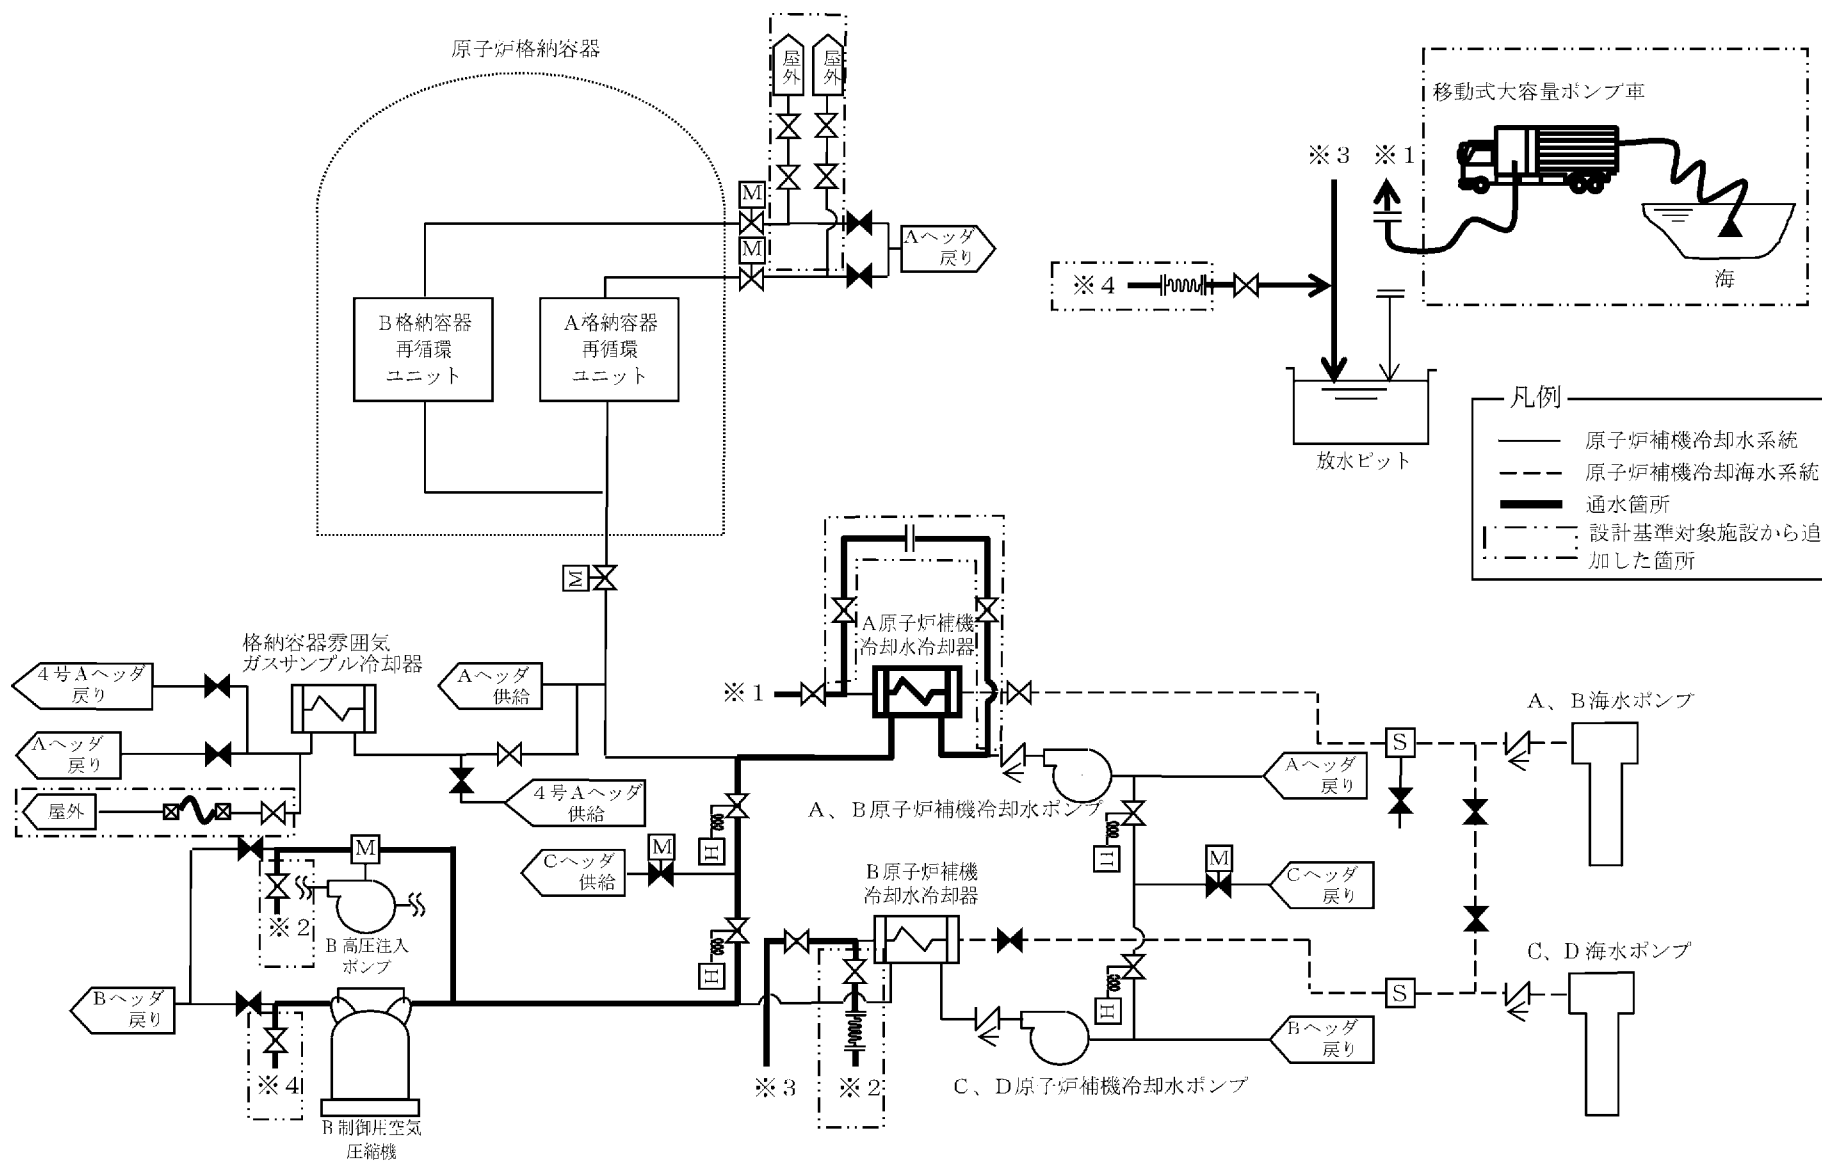 原子炉格納容器
屋外
屋外
M
M
Aヘッダ
戻り
B格納容器
再循環
ユニット
A格納容器
再循環
ユニット
M
移動式大容量ポンプ車
海
※3
※1
※4
放水ピット
凡例
原子炉補機冷却水系統
原子炉補機冷却海水系統
通水箇所
設計基準対象施設から追
加した箇所
格納容器雰囲気
ガスサンプル冷却器
4号Aヘッダ
戻り
Aヘッダ
戻り
屋外
Aヘッダ
供給
4号Aヘッダ
供給
A原子炉補機
冷却水冷却器
※1
A、B原子炉補機冷却水ポンプ
Aヘッダ
戻り
S
A、B海水ポンプ
H
H
M
Cヘッダ
供給
M
Cヘッダ
戻り
M
※2
B高圧注入
ポンプ
B原子炉補機
冷却水冷却器
H
H
Bヘッダ
戻り
※4
B制御用空気
圧縮機
※3
※2
C、D原子炉補機冷却水ポンプ
Bヘッダ
戻り
S
C、D海水ポンプ